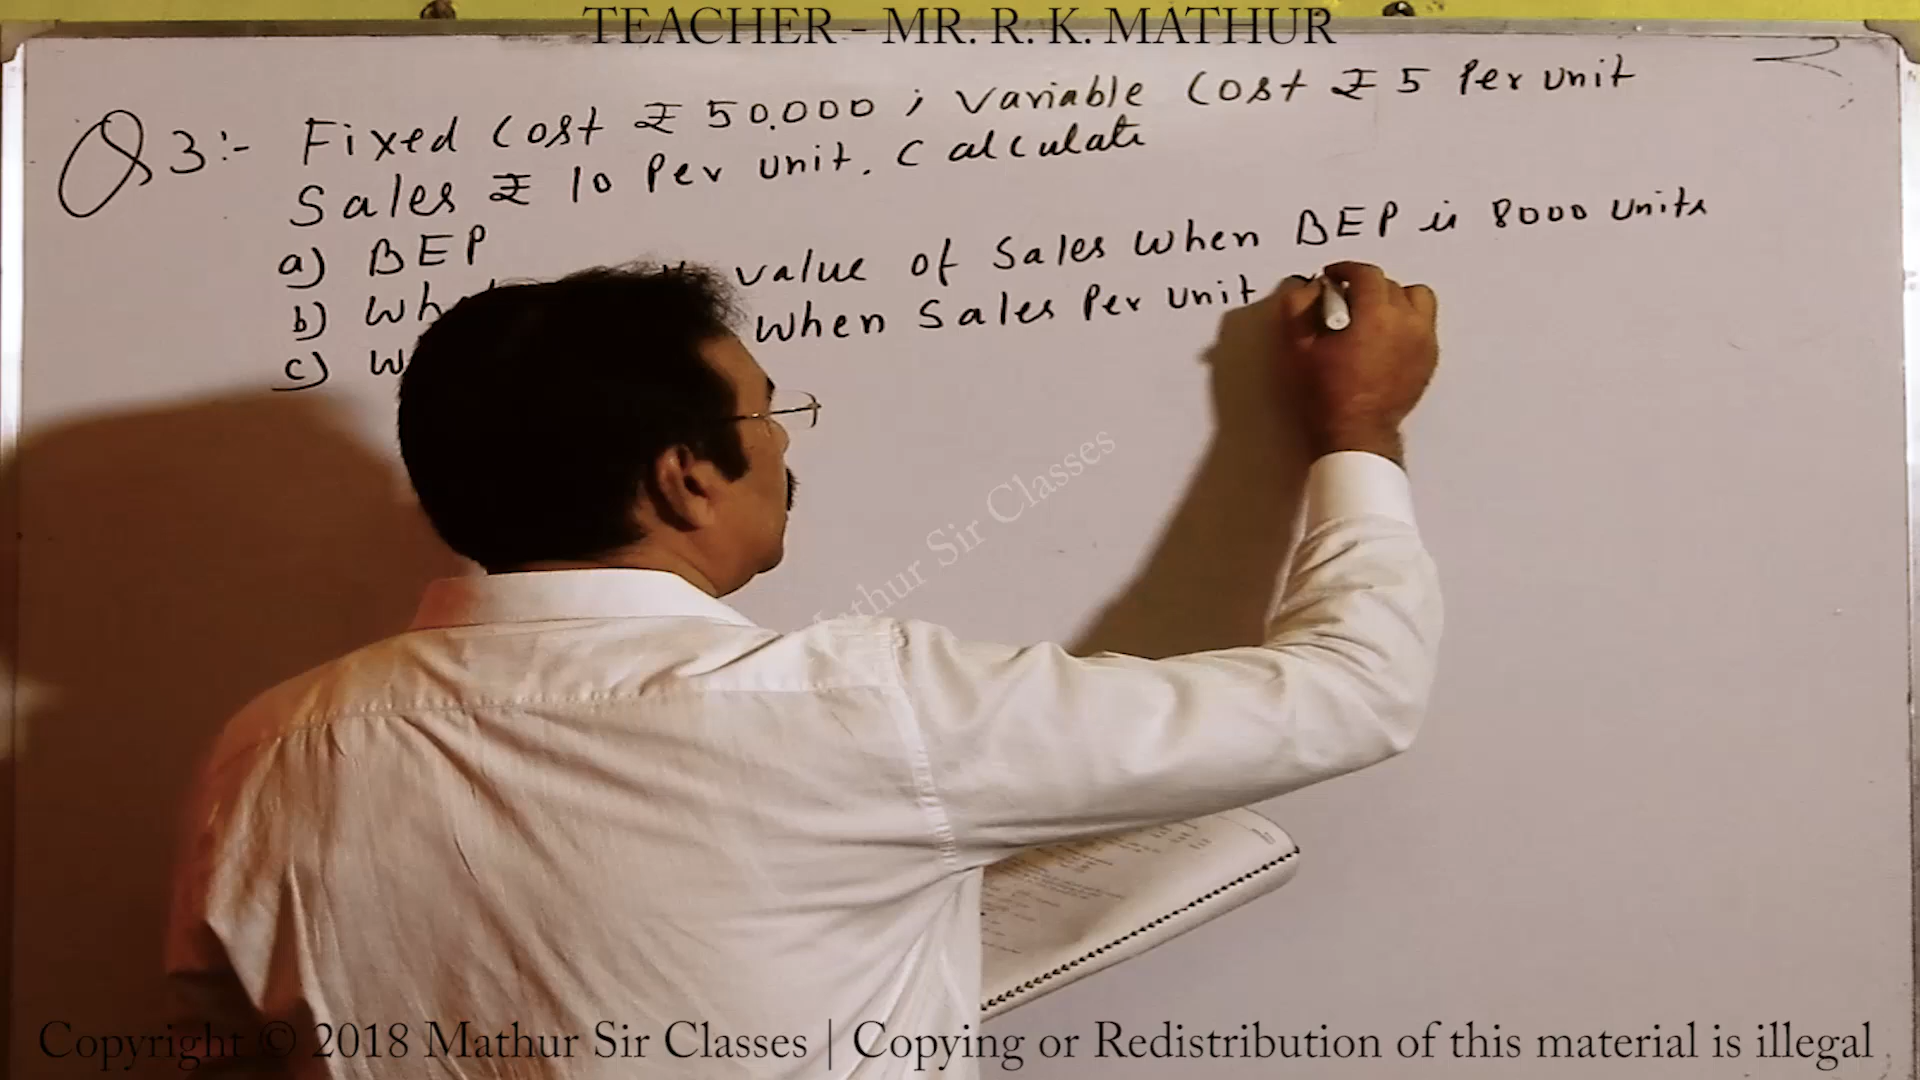 TEACHER - MR. R. K. MATHUR
Q3:- Fixed Cost ₹ 50,000 ; Variable Cost ₹ 5 Per unit
Sales ₹ 10 Per unit. Calculate
a) BEP
b) value of Sales when BEP is 8000 units
c) when Sales Per unit
Mathur Sir Classes
Copyright © 2018 Mathur Sir Classes | Copying or Redistribution of this material is illegal